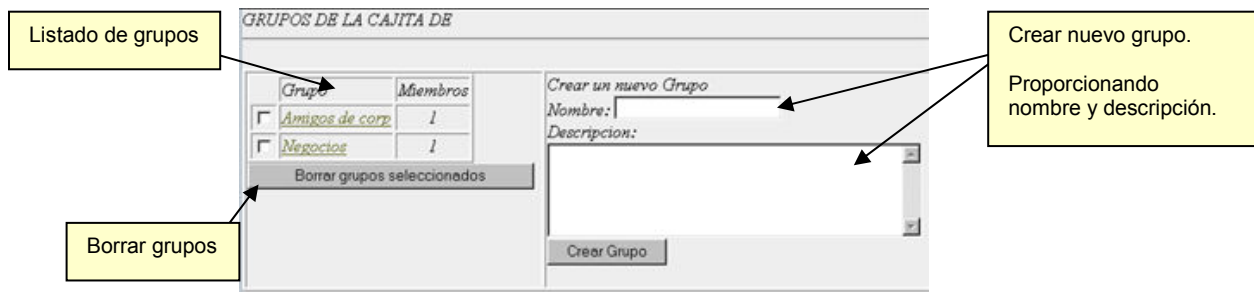 GRUPOS DE LA CAJITA DE
Listado de grupos
Grupo Miembros
Amigos de corp 1
Negocios 1
Borrar grupos seleccionados
Borrar grupos
Crear un nuevo Grupo
Nombre:
Descripcion:
Crear Grupo
Crear nuevo grupo.
Proporcionando
nombre y descripción.